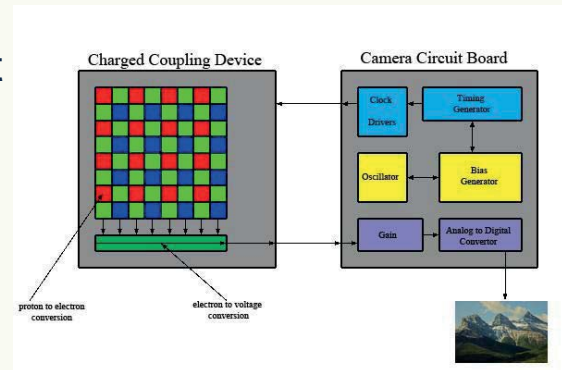 Charged Coupling Device
Camera Circuit Board
Clock
Drivers
Timing
Generator
Oscillator
Bias
Generator
Gain
Analog to Digital
Convertor
proton to electron
conversion
electron to voltage
conversion